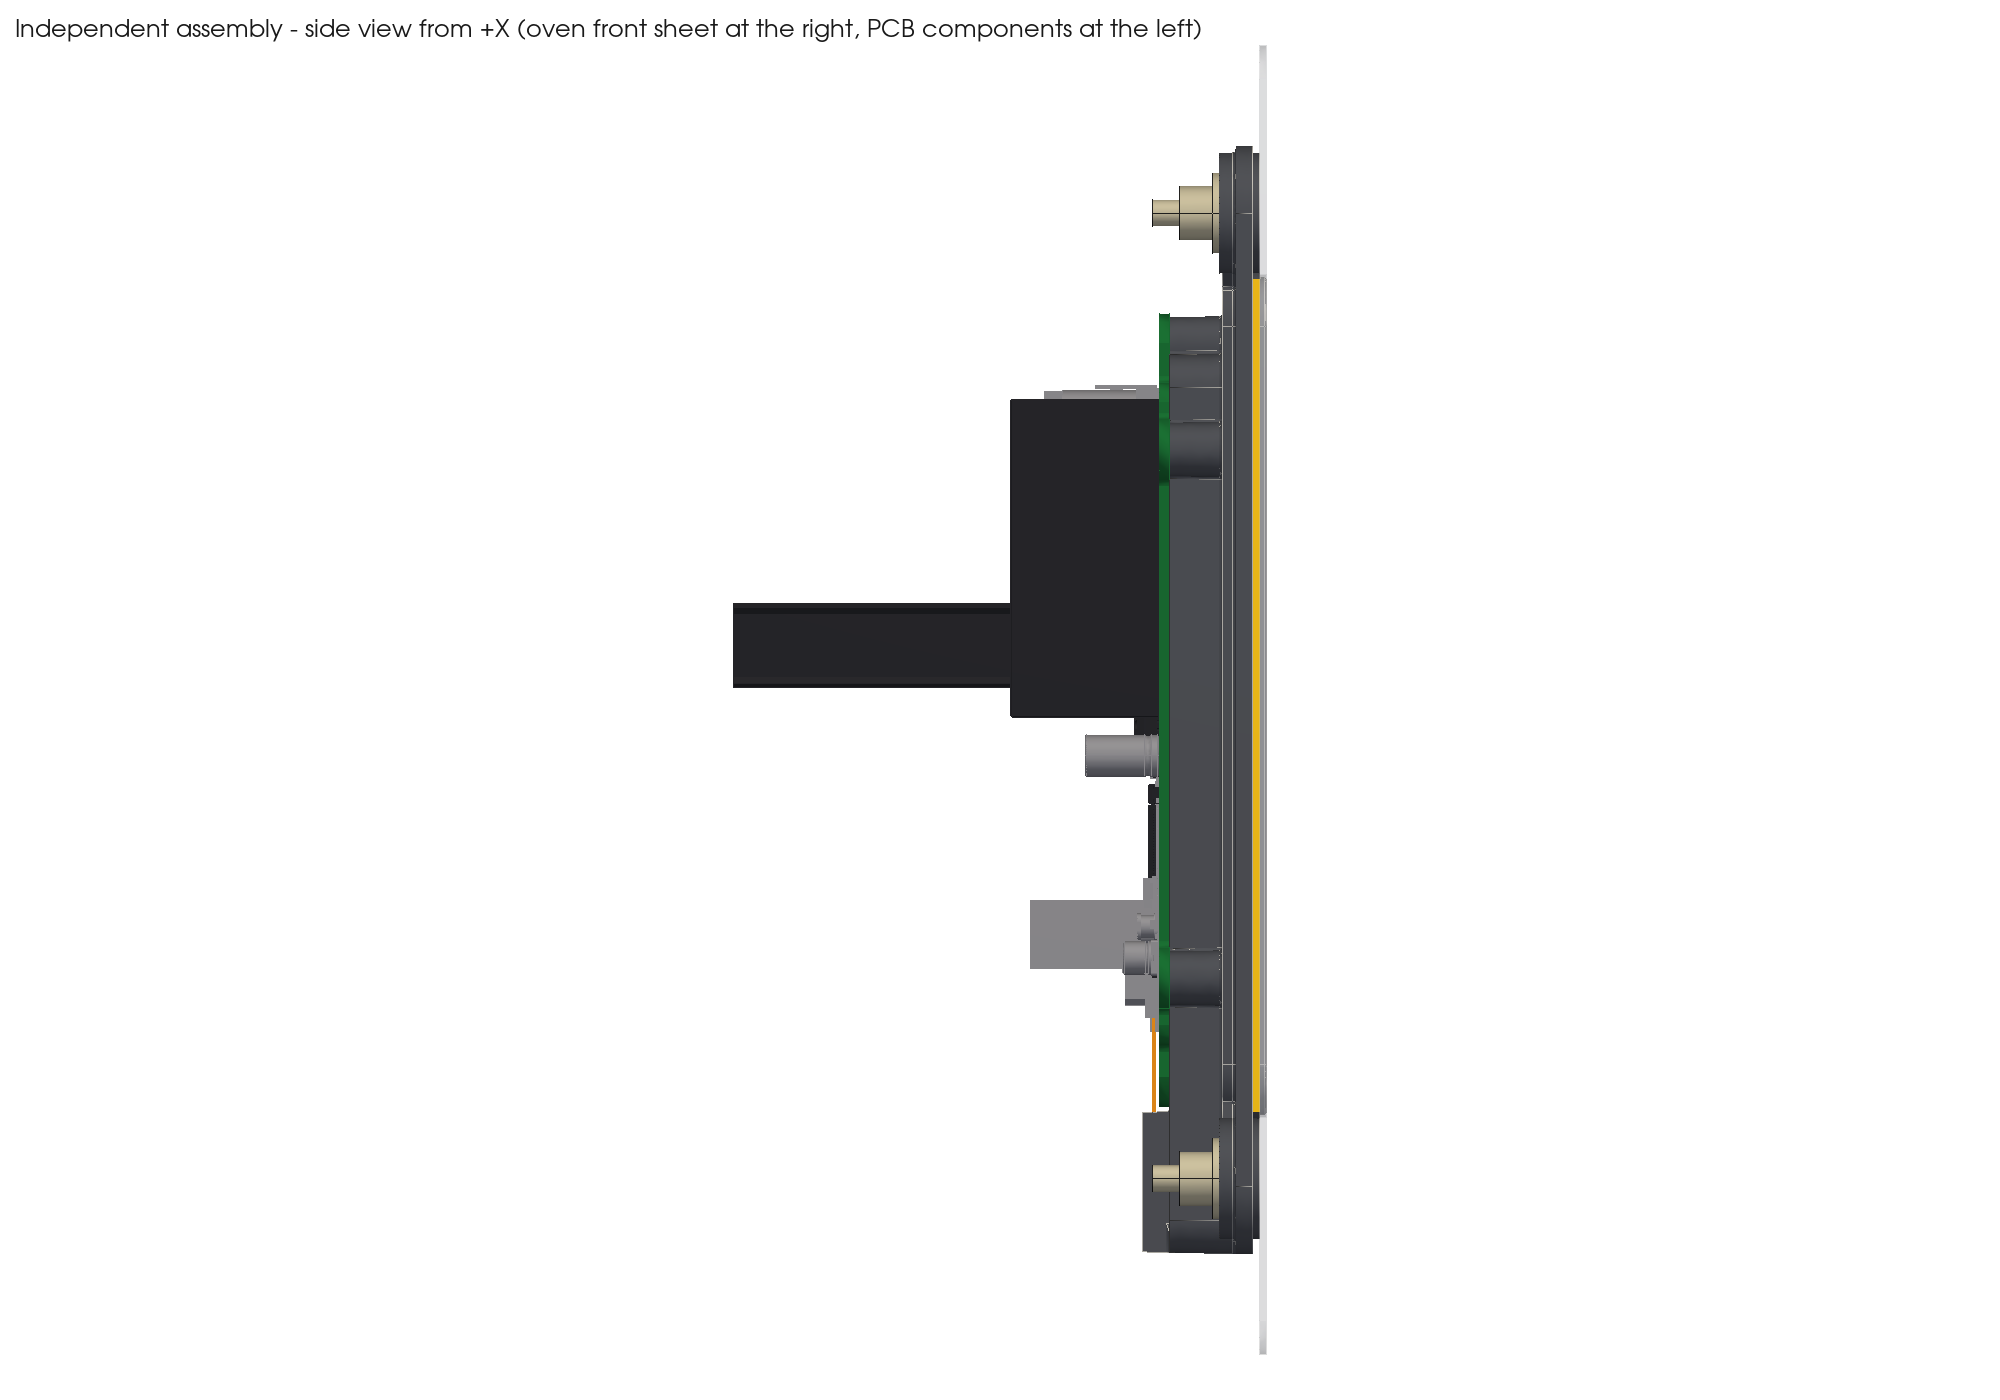 Independent assembly - side view from +X (oven front sheet at the right, PCB components at the left)